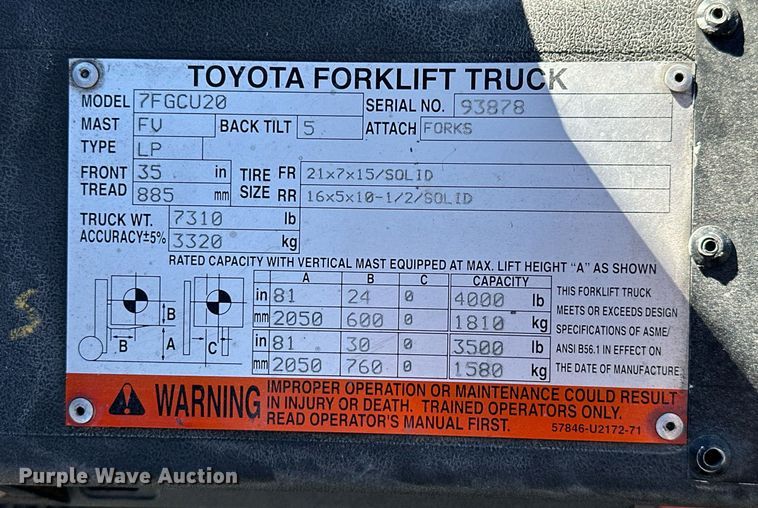 TOYOTA FORKLIFT TRUCK
MODEL 7FGCU20 SERIAL NO. 93878
MAST FV BACK TILT 5 ATTACH FORKS
TYPE LP
FRONT TREAD 35 in TIRE SIZE FR 21x7x15/SOLID
885 mm RR 16x5x10-1/2/SOLID
TRUCK WT. 7310 lb
ACCURACY±5% 3320 kg
RATED CAPACITY WITH VERTICAL MAST EQUIPPED AT MAX. LIFT HEIGHT "A" AS SHOWN
A B C CAPACITY
in 81 24 0 4000 lb
mm 2050 600 0 1810 kg
in 81 30 0 3500 lb
mm 2050 760 0 1580 kg
B B A C
THIS FORKLIFT TRUCK
MEETS OR EXCEEDS DESIGN
SPECIFICATIONS OF ASME/
ANSI B56.1 IN EFFECT ON
THE DATE OF MANUFACTURE
WARNING
IMPROPER OPERATION OR MAINTENANCE COULD RESULT
IN INJURY OR DEATH. TRAINED OPERATORS ONLY.
READ OPERATOR'S MANUAL FIRST.
57846-U2172-71
S
Purple Wave Auction